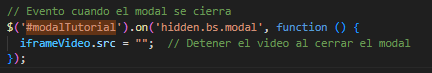 // Evento cuando el modal se cierra
$('#modalTutorial').on('hidden.bs.modal', function () {
iframeVideo.src = "";  // Detener el video al cerrar el modal
});